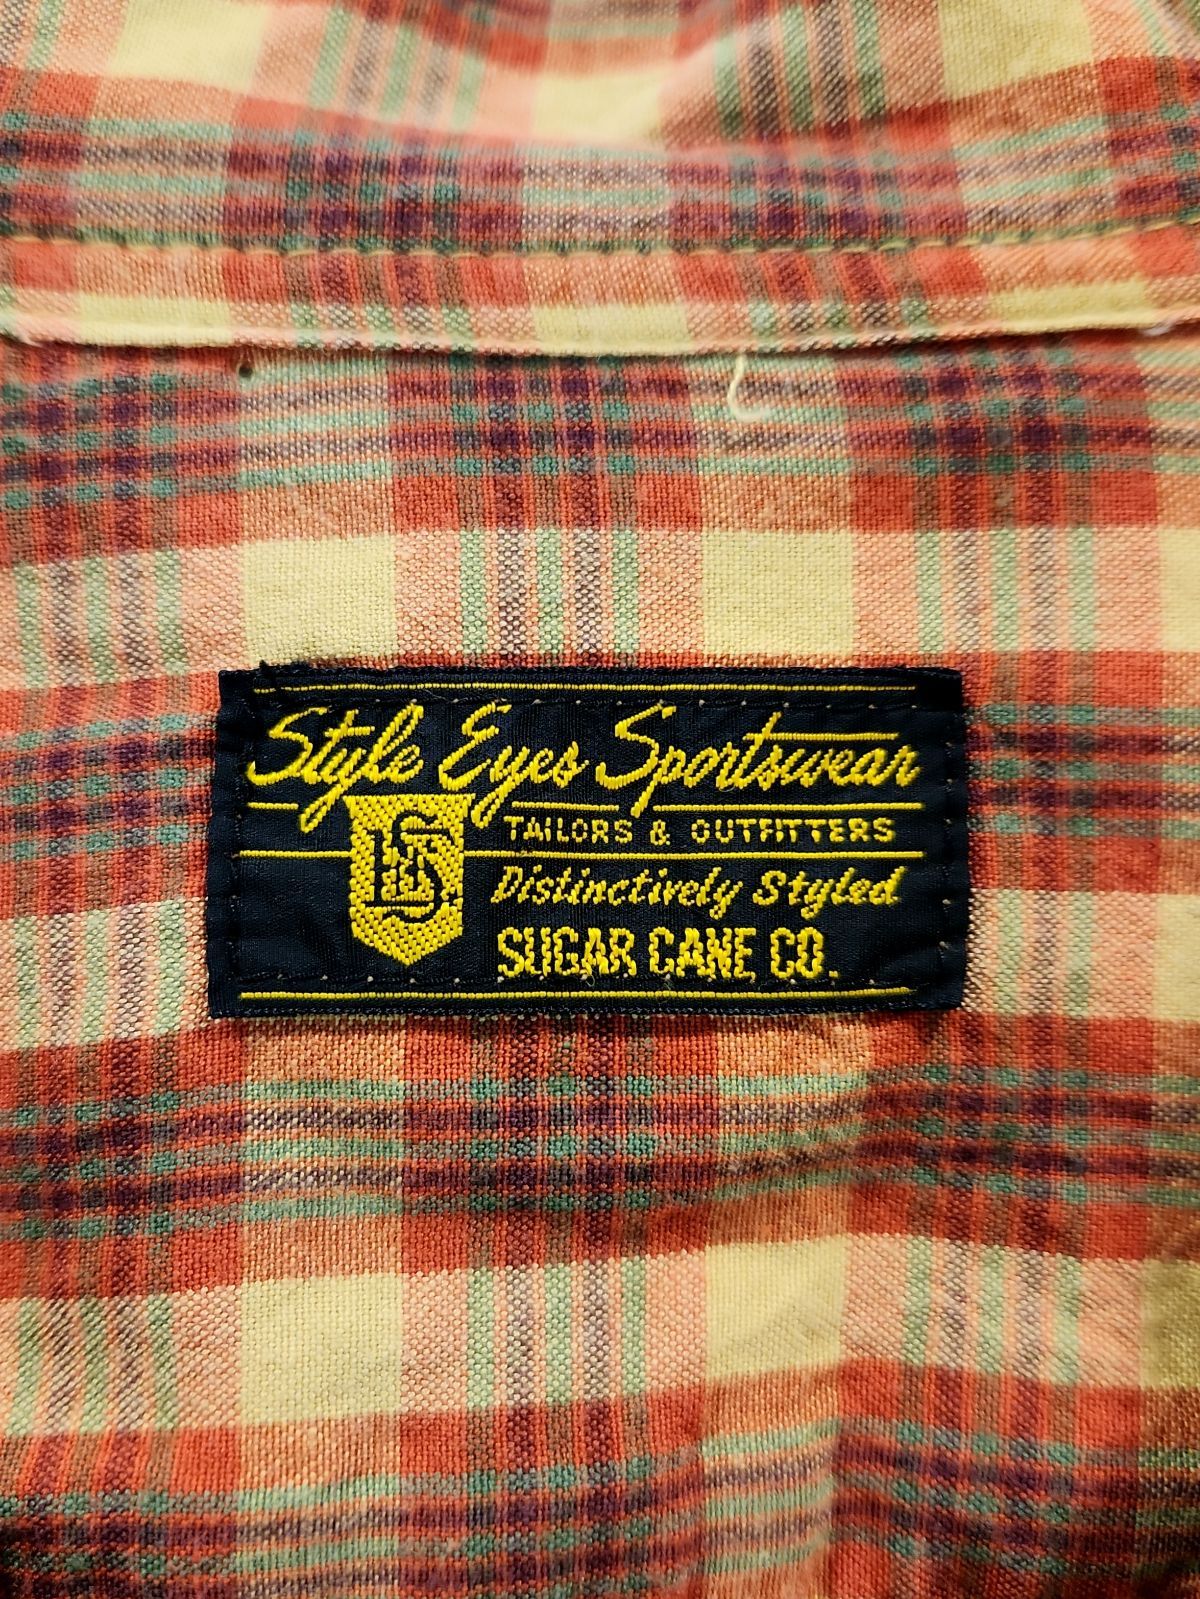 Style Eyes Sportswear
TAILORS & OUTFITTERS
Distinctively Styled
SUGAR CANE CO.